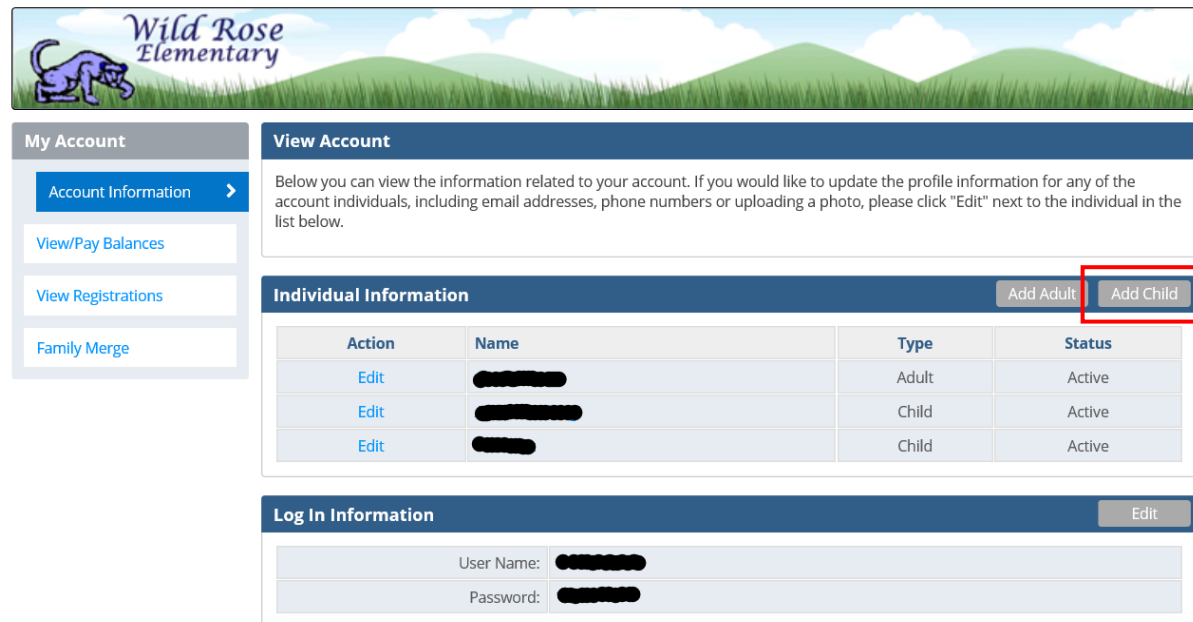 Wild Rose
Elementary
My Account
Account Information
View/Pay Balances
View Registrations
Family Merge
View Account
Below you can view the information related to your account. If you would like to update the profile information for any of the
account individuals, including email addresses, phone numbers or uploading a photo, please click "Edit" next to the individual in the
list below.
Individual Information Add Adult Add Child
Action Name Type Status
Edit Adult Active
Edit Child Active
Edit Child Active
Log In Information Edit
User Name:
Password: